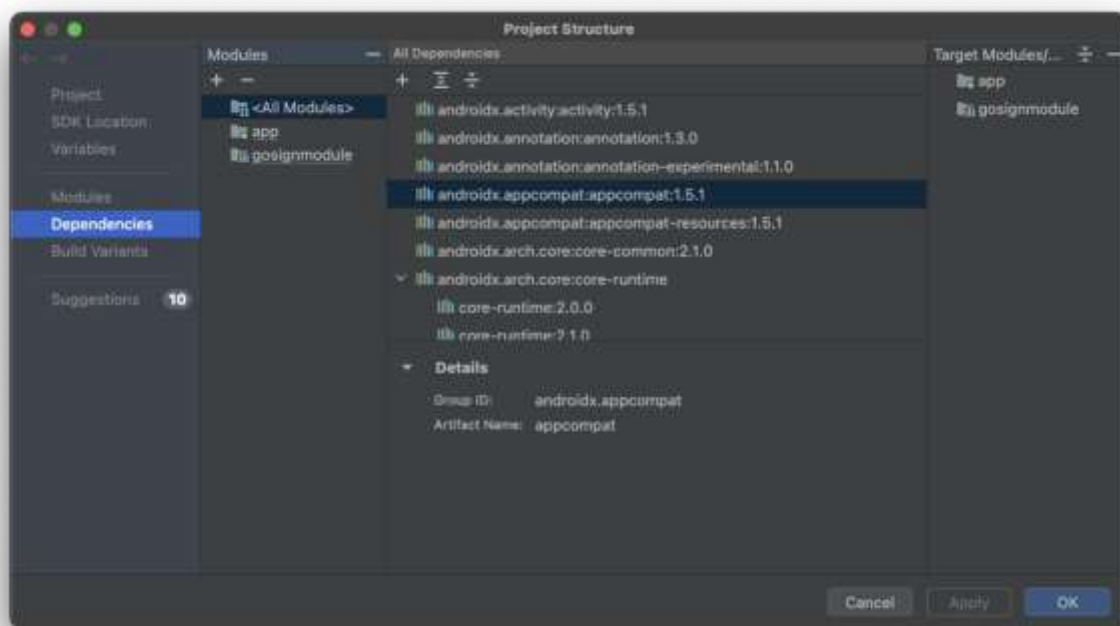 Project Structure
Project
SDK Location
Variables
Modules
Dependencies
Build Variants
Suggestions 10
Modules
<All Modules>
app
gosignmodule
All Dependencies
androidx.activity:activity:1.5.1
androidx.annotation:annotation:1.3.0
androidx.annotation:annotation-experimental:1.1.0
androidx.appcompat:appcompat:1.5.1
androidx.appcompat:appcompat-resources:1.5.1
androidx.arch.core:core-common:2.1.0
androidx.arch.core:core-runtime
core-runtime:2.0.0
core-runtime:2.1.0
Details
Group ID: androidx.appcompat
Artifact Name: appcompat
Target Modules/...
app
gosignmodule
Cancel
Apply
OK